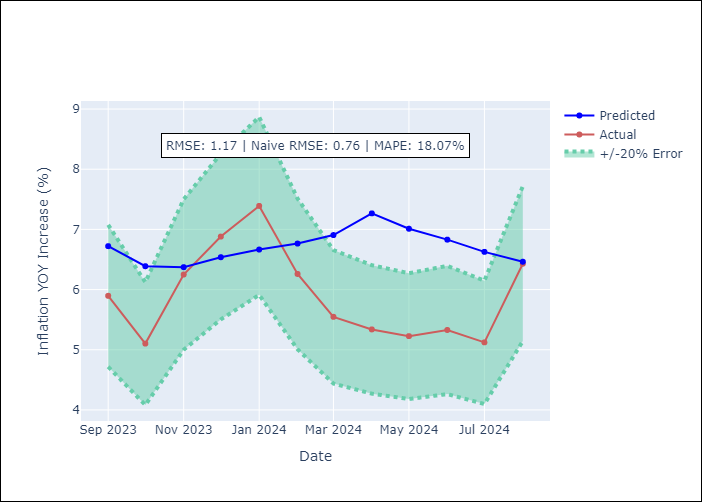 RMSE: 1.17 | Naive RMSE: 0.76 | MAPE: 18.07%
Predicted
Actual
+/-20% Error
Inflation YOY Increase (%)
9
8
7
6
5
4
Sep 2023
Nov 2023
Jan 2024
Mar 2024
May 2024
Jul 2024
Date